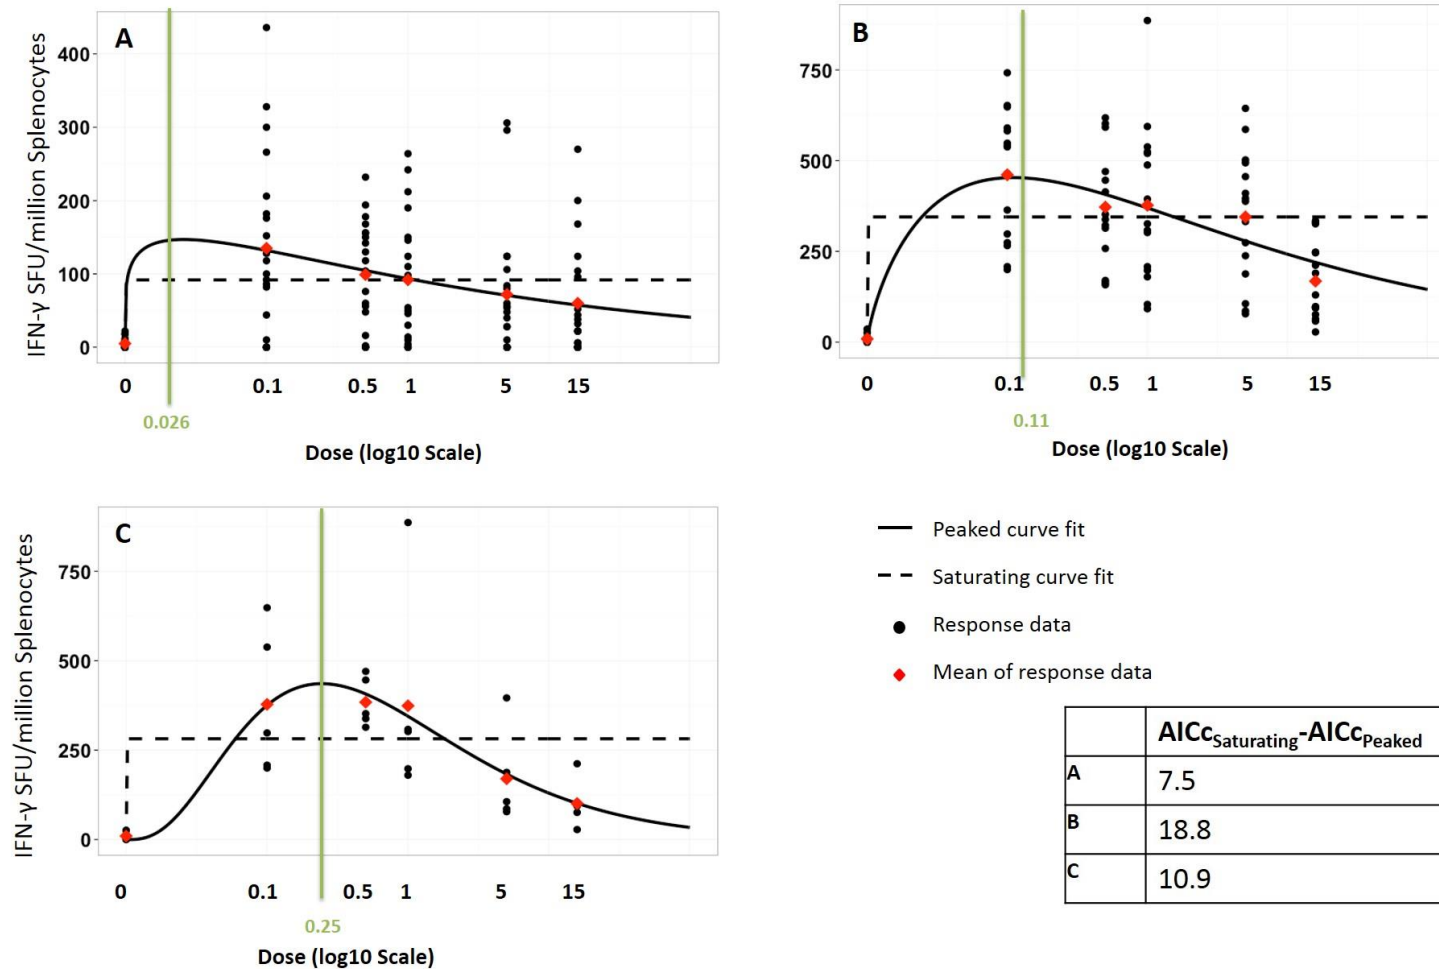 A
IFN-γ SFU/million Splenocytes
400
300
200
100
0
0 0.1 0.5 1 5 15
0.026
Dose (log10 Scale)
B
750
500
250
0
0 0.1 0.5 1 5 15
0.11
Dose (log10 Scale)
C
IFN-γ SFU/million Splenocytes
750
500
250
0
0 0.1 0.5 1 5 15
0.25
Dose (log10 Scale)
Peaked curve fit
Saturating curve fit
Response data
Mean of response data
AICcSaturating-AICcPeaked
A 7.5
B 18.8
C 10.9